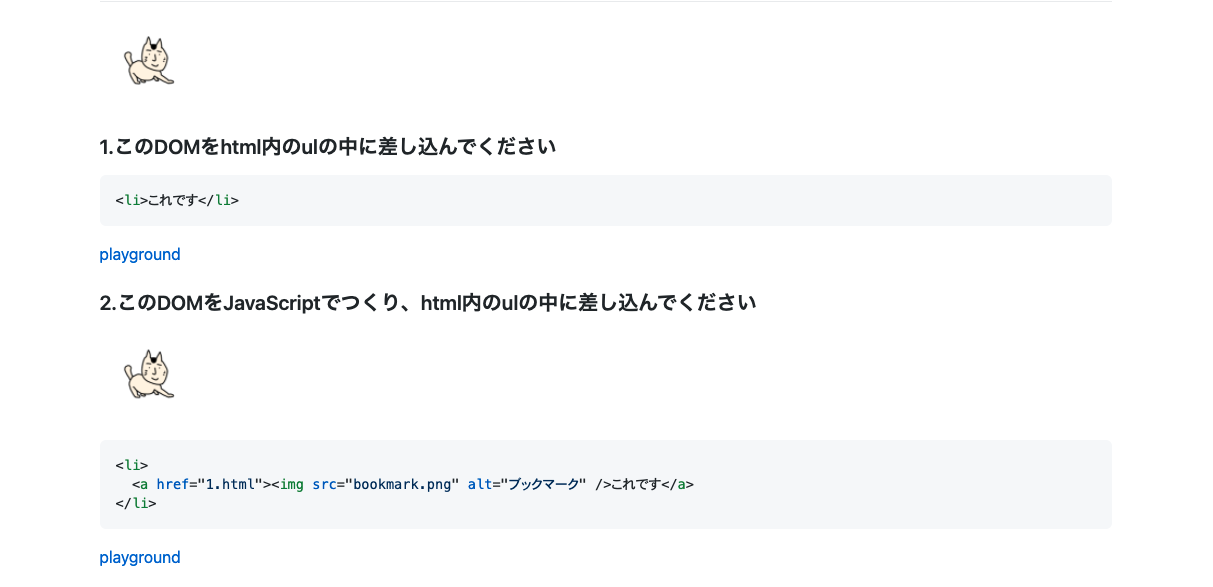 1.このDOMをhtml内のulの中に差し込んでください
<li>これです</li>
playground
2.このDOMをJavaScriptでつくり、html内のulの中に差し込んでください
<li>
  <a href="1.html"><img src="bookmark.png" alt="ブックマーク" />これです</a>
</li>
playground